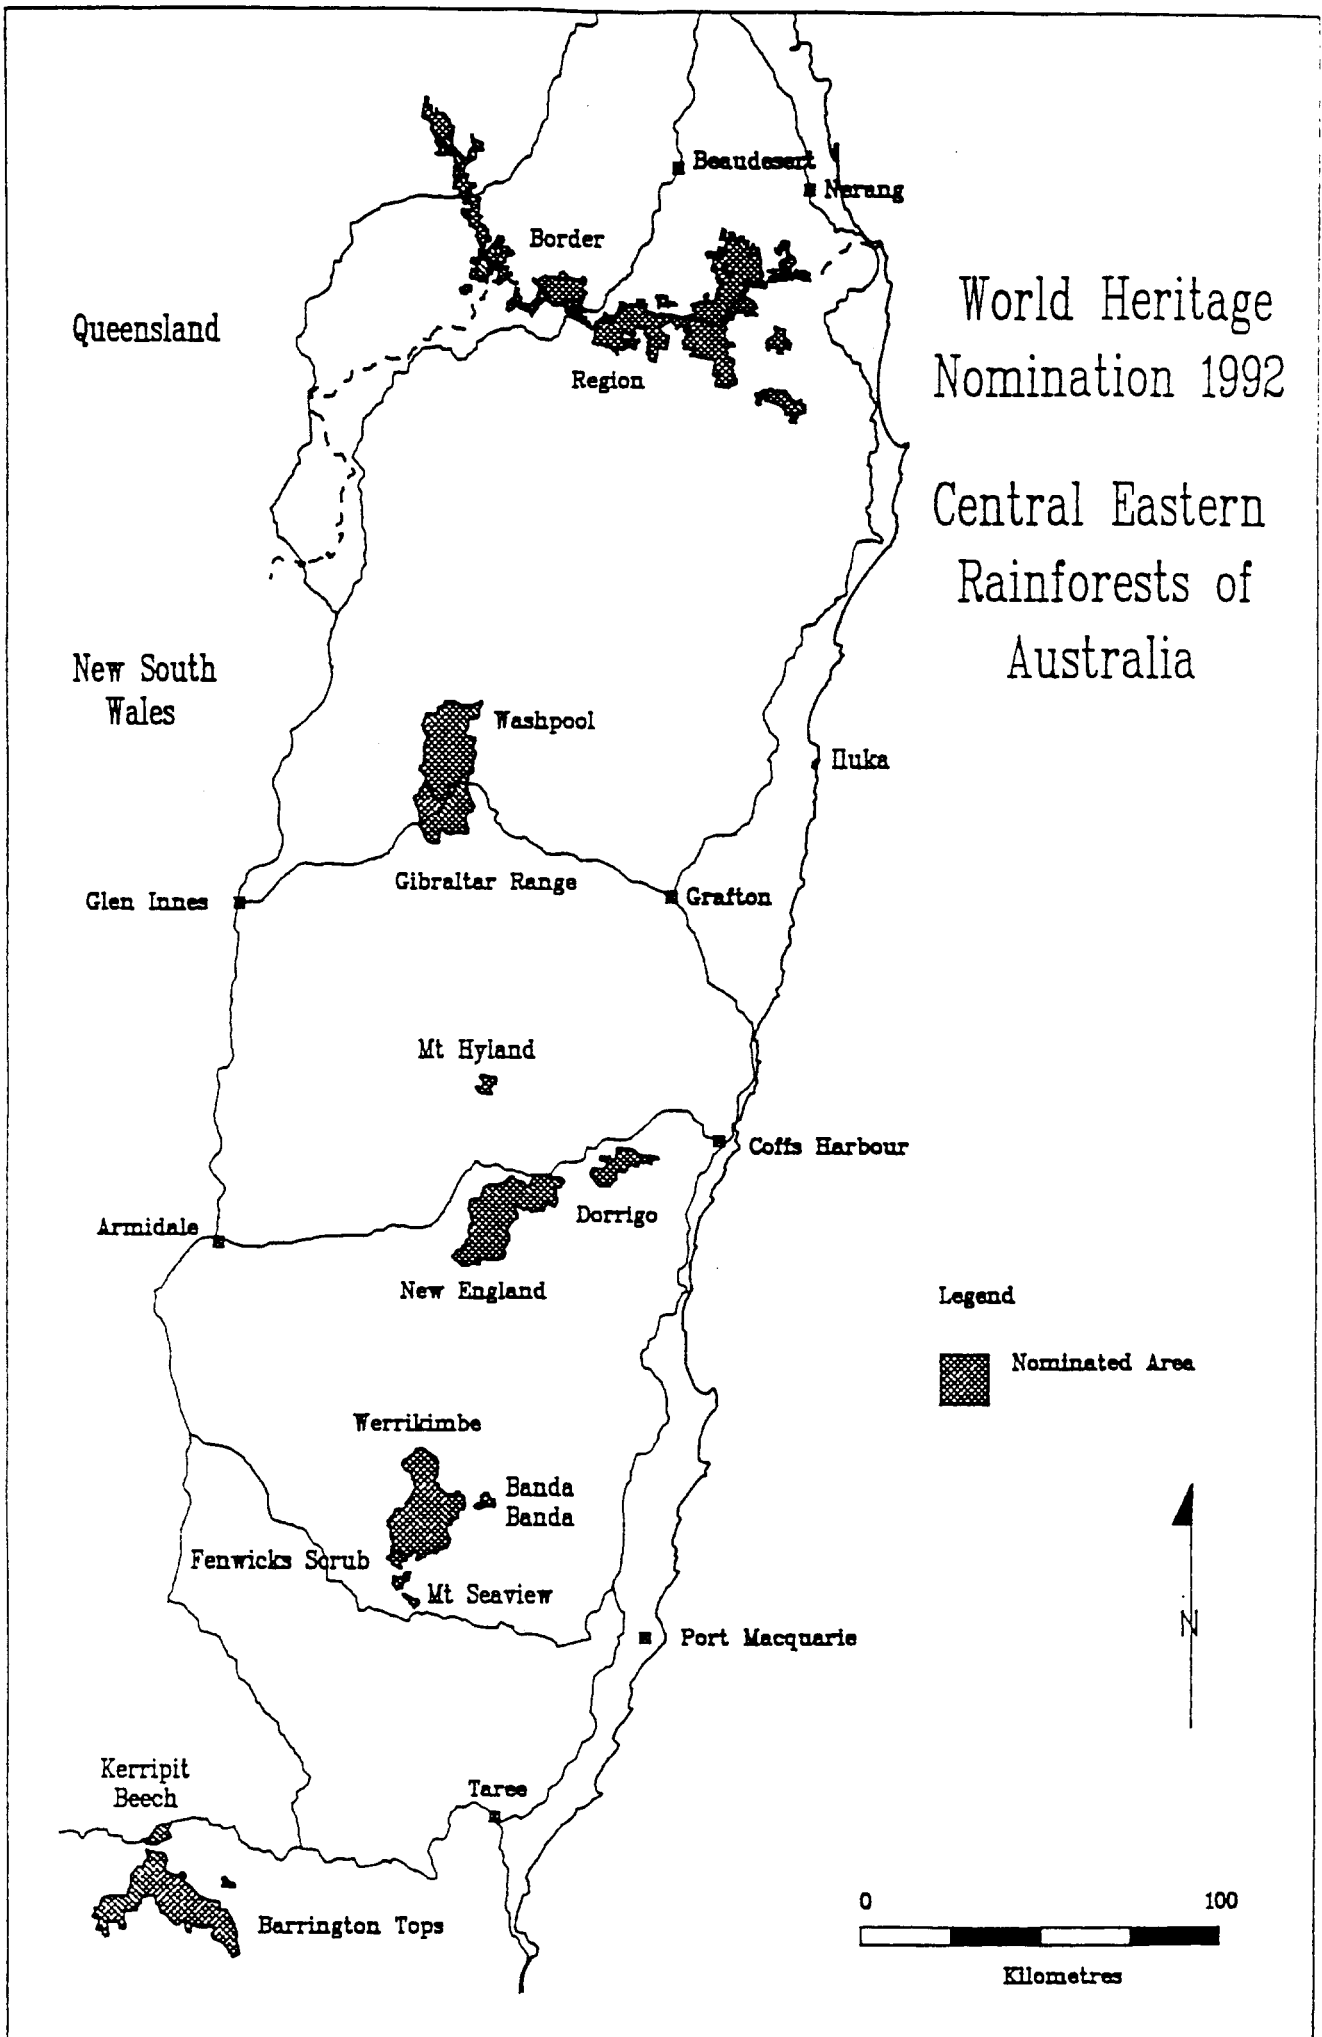 Beaudesert
Nerang
Border
World Heritage
Nomination 1992
Queensland
Region
Central Eastern
Rainforests of
Australia
New South
Wales
Washpool
Iluka
Gibraltar Range
Glen Innes
Grafton
Mt Hyland
Coffs Harbour
Dorrigo
Armidale
New England
Legend
Nominated Area
Werrikimbe
Banda
Banda
Fenwicks Scrub
Mt Seaview
N
Port Macquarie
Kerripit
Beech
Taree
0 100
Barrington Tops
Kilometres